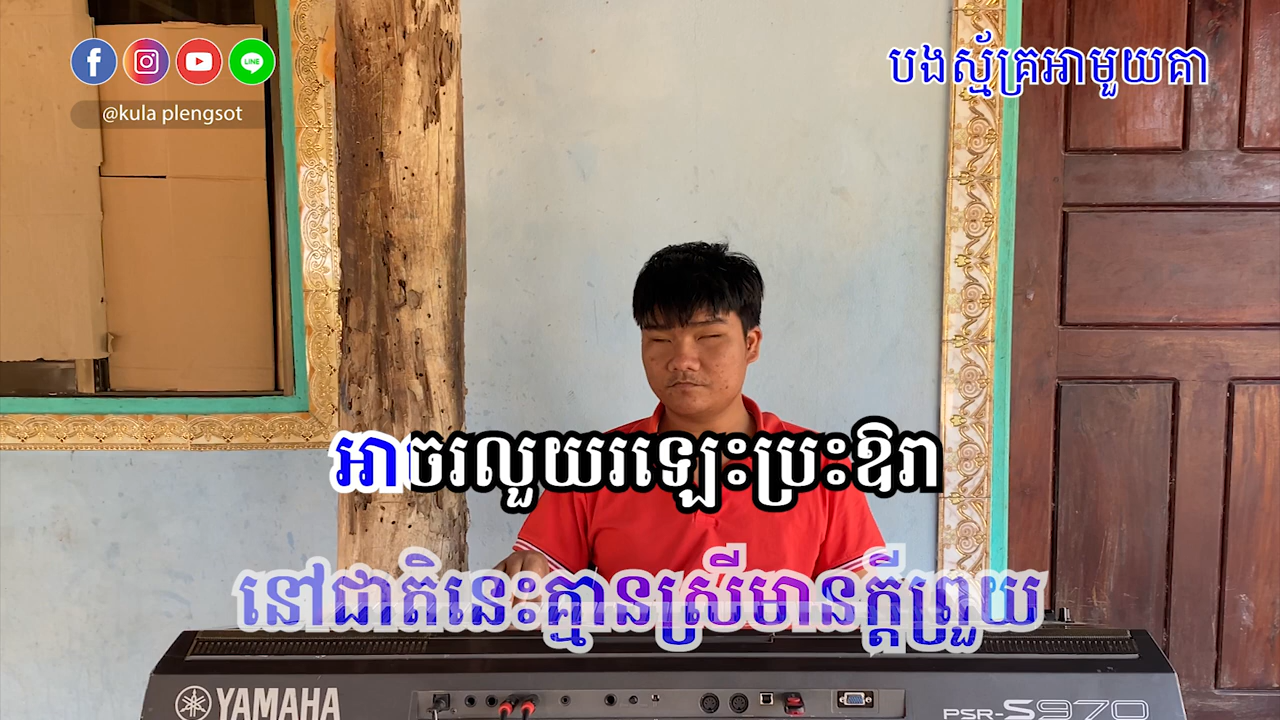 LINE
@kula plengsot
បងស្ម័គ្រអាមួយគា
អាចរលួយរឡេះប្រះឱរា
នៅជាតិនេះគ្មានស្រីមានក្ដីព្រួយ
YAMAHA
PSR-S970